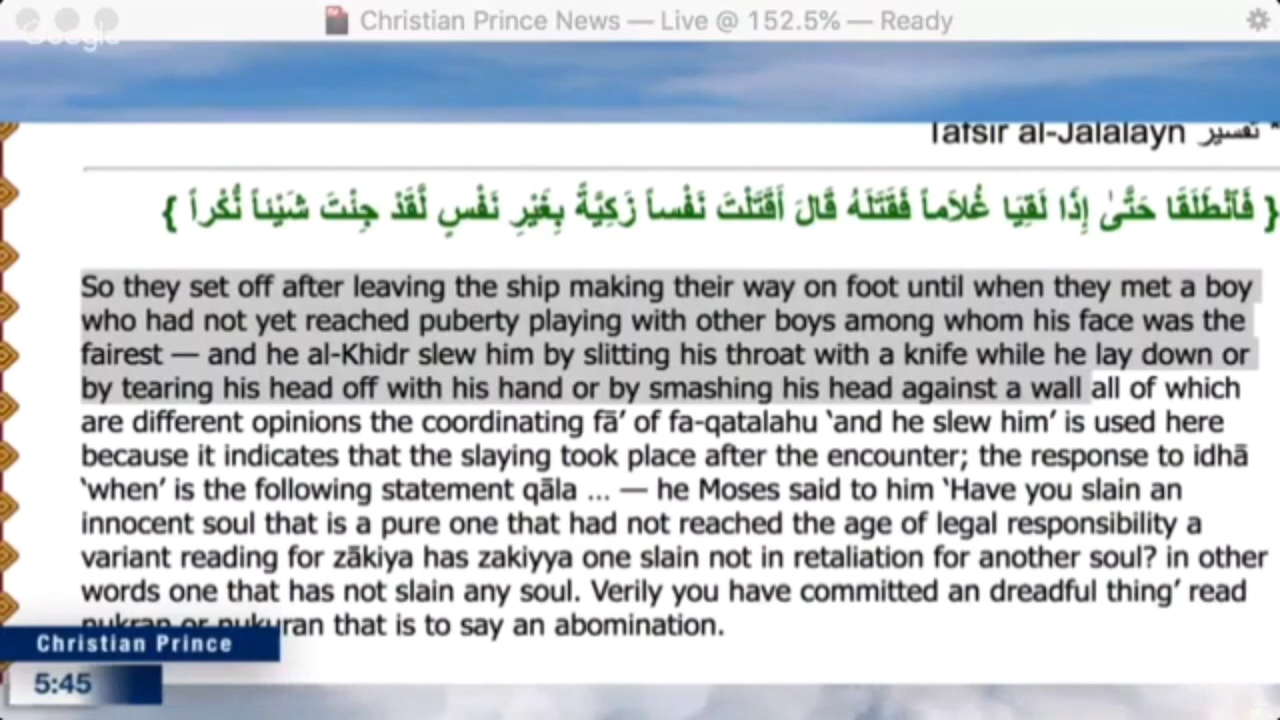 Christian Prince News — Live @ 152.5% — Ready
Google
Tafsir al-Jalalayn تفسير *
{ فَٱنْطَلَقَا حَتَّىٰ إِذَا لَقِيَا غُلاَماً فَقَتَلَهُ قَالَ أَقَتَلْتَ نَفْساً زَكِيَّةً بِغَيْرِ نَفْسٍ لَّقَدْ جِئْتَ شَيْئاً نُّكْراً }
So they set off after leaving the ship making their way on foot until when they met a boy
who had not yet reached puberty playing with other boys among whom his face was the
fairest — and he al-Khidr slew him by slitting his throat with a knife while he lay down or
by tearing his head off with his hand or by smashing his head against a wall all of which
are different opinions the coordinating fā’ of fa-qatalahu ‘and he slew him’ is used here
because it indicates that the slaying took place after the encounter; the response to idhā
‘when’ is the following statement qāla ... — he Moses said to him ‘Have you slain an
innocent soul that is a pure one that had not reached the age of legal responsibility a
variant reading for zākiya has zakiyya one slain not in retaliation for another soul? in other
words one that has not slain any soul. Verily you have committed an dreadful thing’ read
nukran or nukuran that is to say an abomination.
Christian Prince
5:45